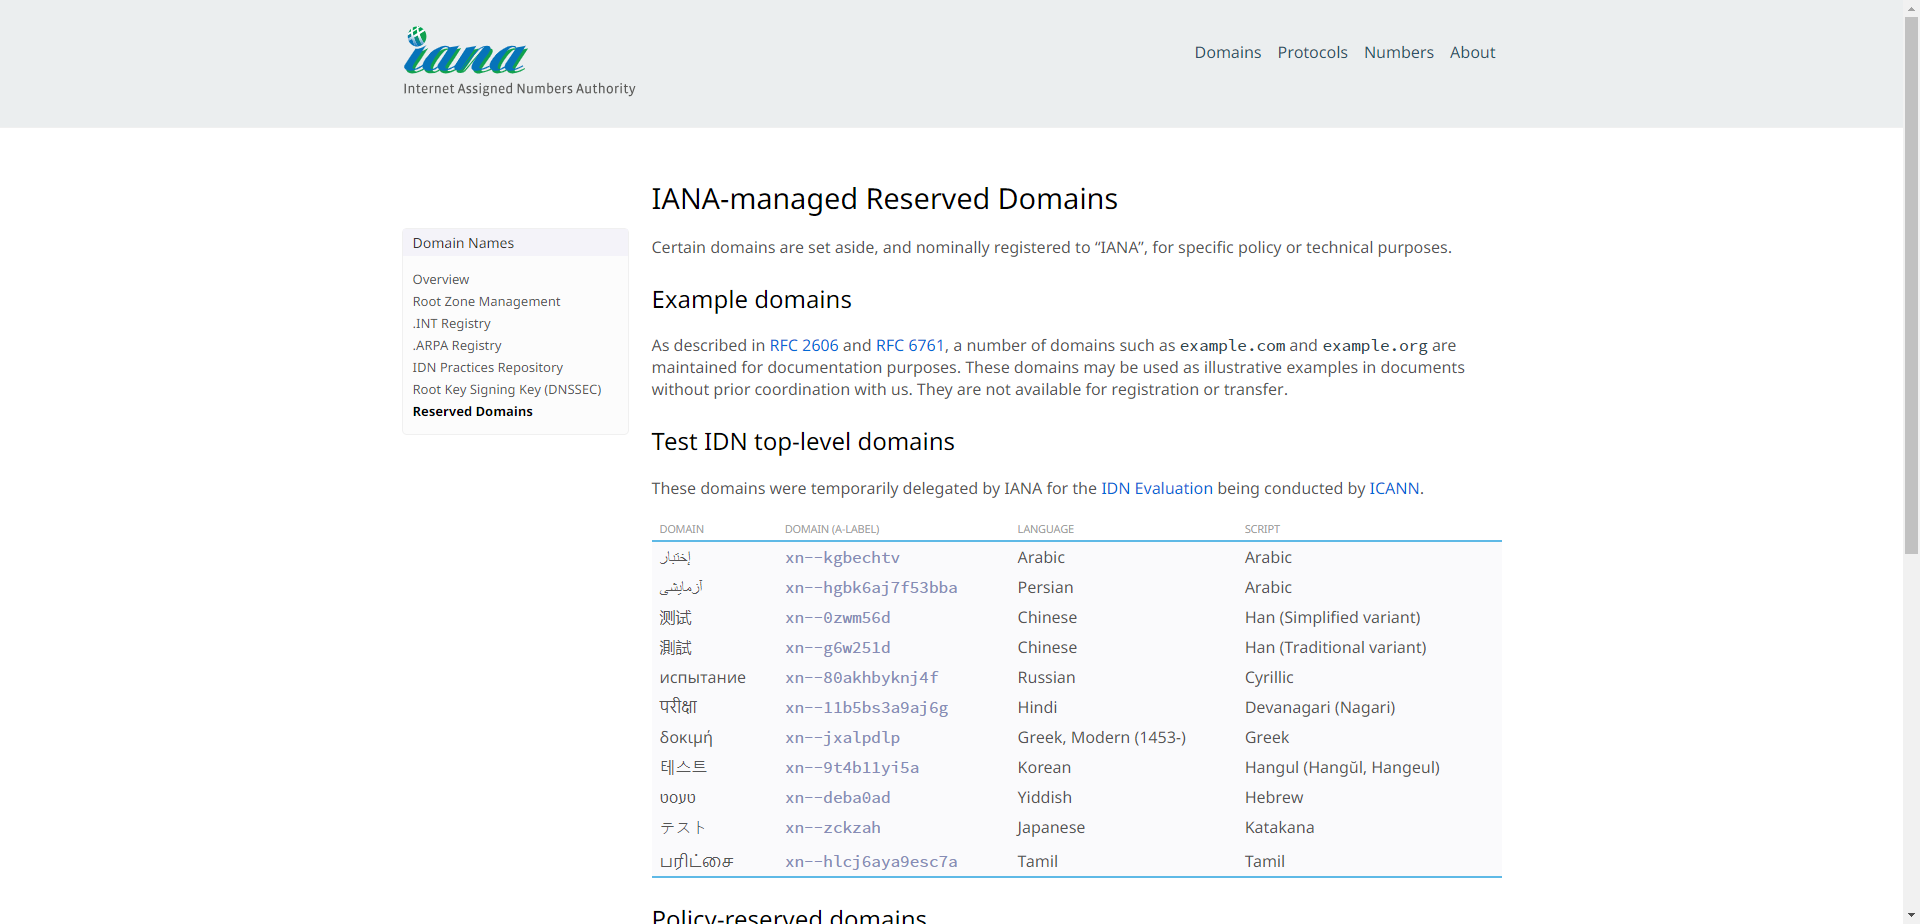 iana
Internet Assigned Numbers Authority
Domains Protocols Numbers About
Domain Names
Overview
Root Zone Management
.INT Registry
.ARPA Registry
IDN Practices Repository
Root Key Signing Key (DNSSEC)
Reserved Domains
IANA-managed Reserved Domains
Certain domains are set aside, and nominally registered to “IANA”, for specific policy or technical purposes.
Example domains
As described in RFC 2606 and RFC 6761, a number of domains such as example.com and example.org are
maintained for documentation purposes. These domains may be used as illustrative examples in documents
without prior coordination with us. They are not available for registration or transfer.
Test IDN top-level domains
These domains were temporarily delegated by IANA for the IDN Evaluation being conducted by ICANN.
DOMAIN DOMAIN (A-LABEL) LANGUAGE SCRIPT
إختبار xn--kgbechtv Arabic Arabic
آزمایشی xn--hgbk6aj7f53bba Persian Arabic
测试 xn--0zwm56d Chinese Han (Simplified variant)
測試 xn--g6w251d Chinese Han (Traditional variant)
испытание xn--80akhbyknj4f Russian Cyrillic
परीक्षा xn--11b5bs3a9aj6g Hindi Devanagari (Nagari)
δοκιμή xn--jxalpdlp Greek, Modern (1453-) Greek
테스트 xn--9t4b11yi5a Korean Hangul (Hangŭl, Hangeul)
טעסט xn--deba0ad Yiddish Hebrew
テスト xn--zckzah Japanese Katakana
பரிட்சை xn--hlcj6aya9esc7a Tamil Tamil
Policy-reserved domains